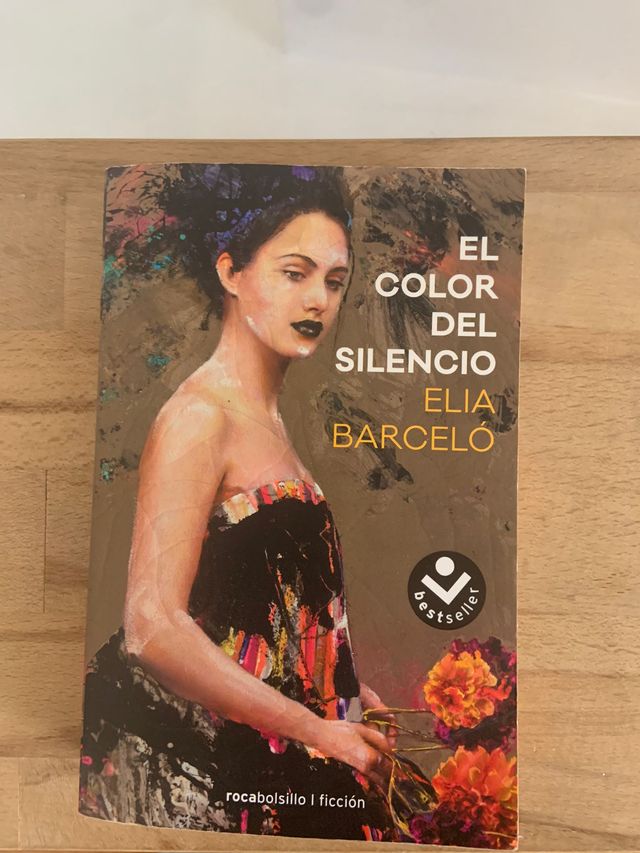 EL
COLOR
DEL
SILENCIO
ELIA
BARCELÓ
bestseller
rocabolsillo | ficción